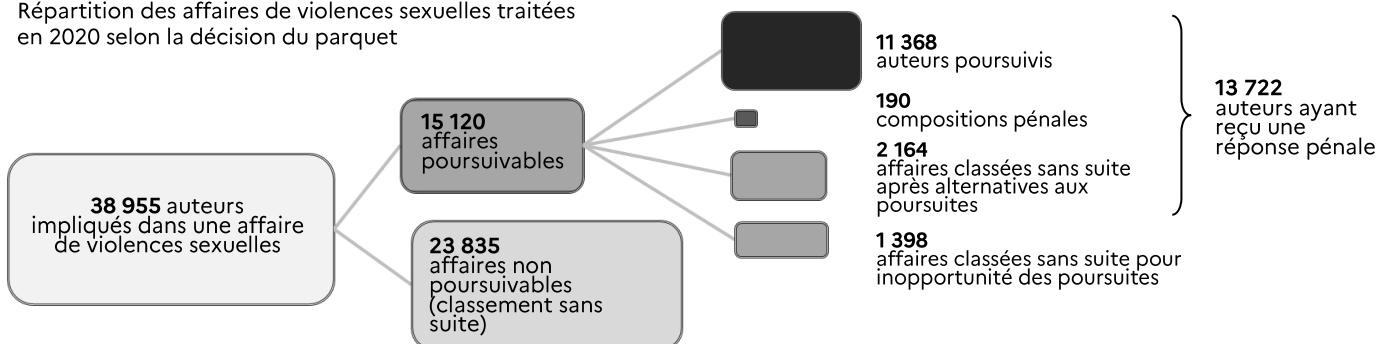 Répartition des affaires de violences sexuelles traitées
en 2020 selon la décision du parquet
38 955 auteurs
impliqués dans une affaire
de violences sexuelles
15 120
affaires
poursuivables
23 835
affaires non
poursuivables
(classement sans
suite)
11 368
auteurs poursuivis
190
compositions pénales
2 164
affaires classées sans suite
après alternatives aux
poursuites
1 398
affaires classées sans suite pour
inopportunité des poursuites
13 722
auteurs ayant
reçu une
réponse pénale